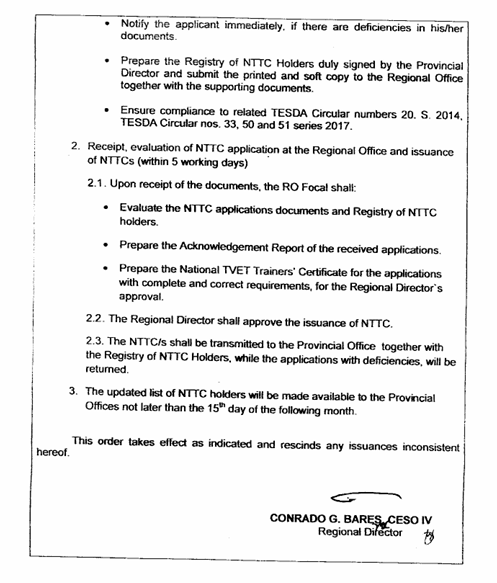 • Notify the applicant immediately, if there are deficiencies in his/her
documents.
• Prepare the Registry of NTTC Holders duly signed by the Provincial
Director and submit the printed and soft copy to the Regional Office
together with the supporting documents.
• Ensure compliance to related TESDA Circular numbers 20. S. 2014,
TESDA Circular nos. 33, 50 and 51 series 2017.
2. Receipt, evaluation of NTTC application at the Regional Office and issuance
of NTTCs (within 5 working days)
2.1. Upon receipt of the documents, the RO Focal shall:
• Evaluate the NTTC applications documents and Registry of NTTC
holders.
• Prepare the Acknowledgement Report of the received applications.
• Prepare the National TVET Trainers' Certificate for the applications
with complete and correct requirements, for the Regional Director's
approval.
2.2. The Regional Director shall approve the issuance of NTTC.
2.3. The NTTC/s shall be transmitted to the Provincial Office together with
the Registry of NTTC Holders, while the applications with deficiencies, will be
returned.
3. The updated list of NTTC holders will be made available to the Provincial
Offices not later than the 15th day of the following month.
This order takes effect as indicated and rescinds any issuances inconsistent
hereof.
CONRADO G. BARES, CESO IV
Regional Director